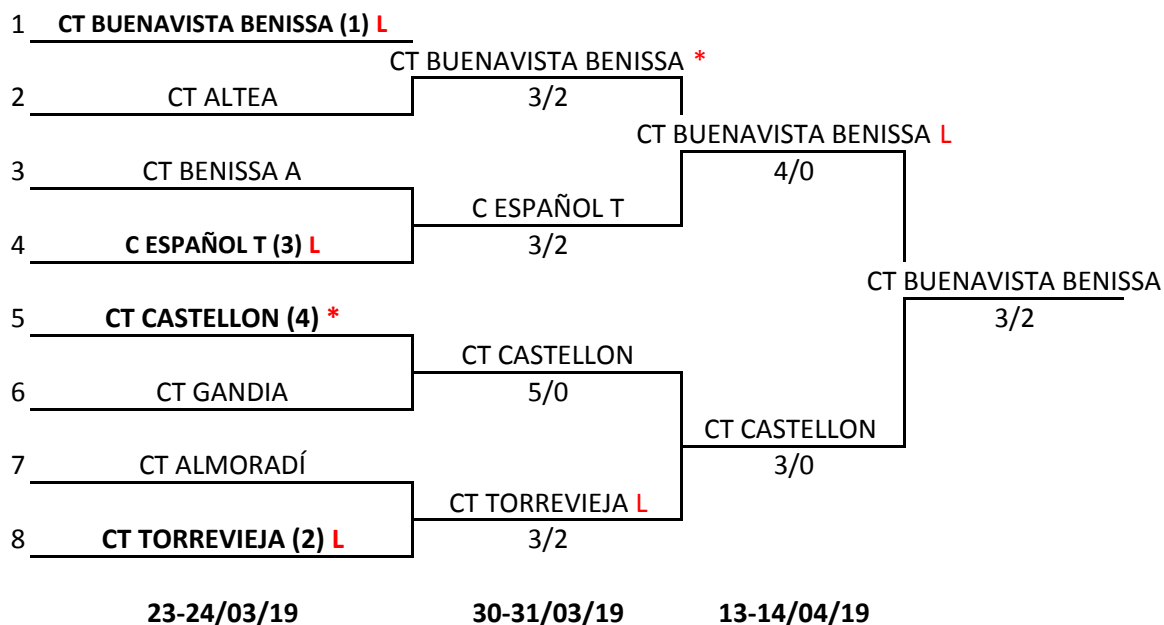 1 CT BUENAVISTA BENISSA (1) L
CT BUENAVISTA BENISSA *
2 CT ALTEA
3/2
CT BUENAVISTA BENISSA L
3 CT BENISSA A
4/0
C ESPAÑOL T
4 C ESPAÑOL T (3) L
3/2
CT BUENAVISTA BENISSA
5 CT CASTELLON (4) *
3/2
CT CASTELLON
6 CT GANDIA
5/0
CT CASTELLON
7 CT ALMORADÍ
3/0
CT TORREVIEJA L
8 CT TORREVIEJA (2) L
3/2
23-24/03/19 30-31/03/19 13-14/04/19